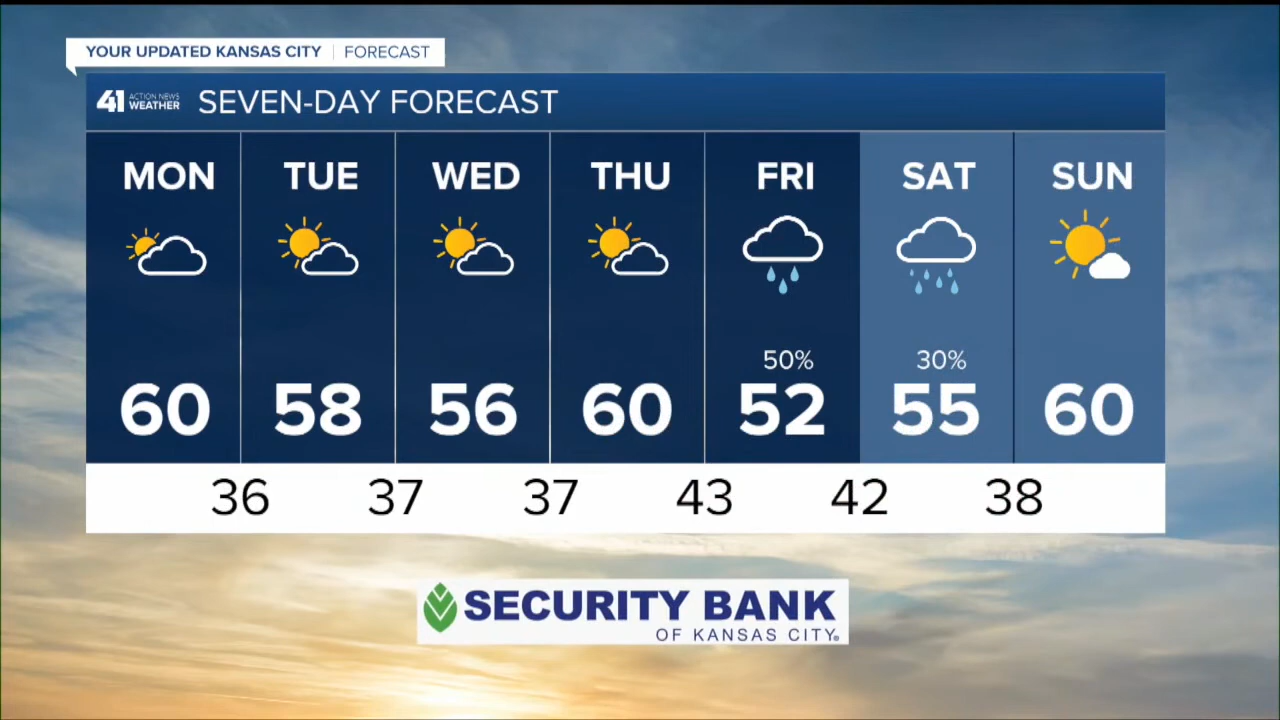 YOUR UPDATED KANSAS CITY | FORECAST
41 ACTION NEWS WEATHER SEVEN-DAY FORECAST
MON TUE WED THU FRI SAT SUN
50% 30%
60 58 56 60 52 55 60
36 37 37 43 42 38
SECURITY BANK
OF KANSAS CITY®